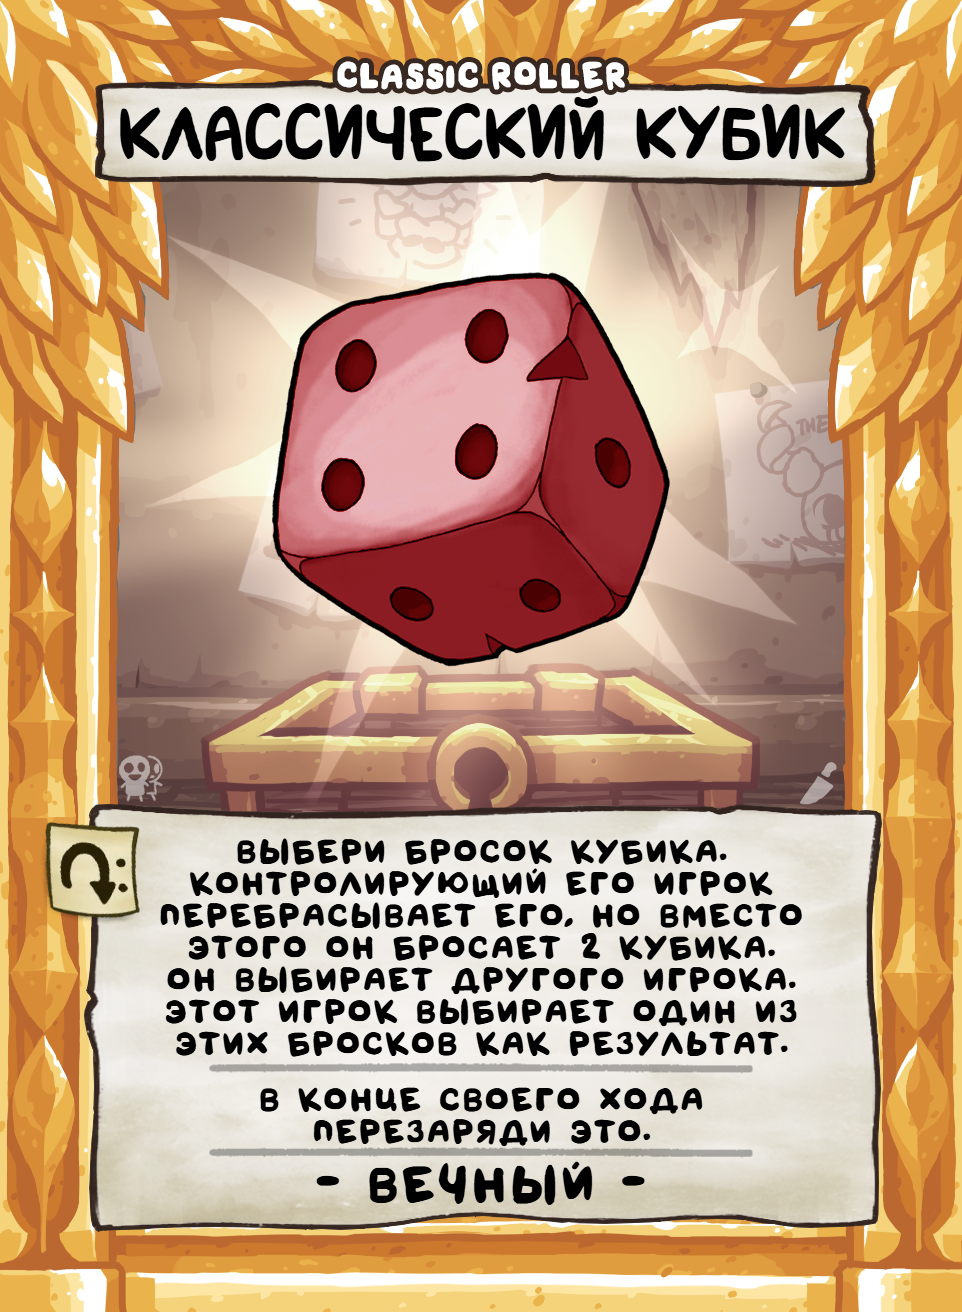 CLASSIC ROLLER
КЛАССИЧЕСКИЙ КУБИК
THE
ВЫБЕРИ БРОСОК КУБИКА.
КОНТРОЛИРУЮЩИЙ ЕГО ИГРОК
ПЕРЕБРАСЫВАЕТ ЕГО, НО ВМЕСТО
ЭТОГО ОН БРОСАЕТ 2 КУБИКА.
ОН ВЫБИРАЕТ ДРУГОГО ИГРОКА.
ЭТОТ ИГРОК ВЫБИРАЕТ ОДИН ИЗ
ЭТИХ БРОСКОВ КАК РЕЗУЛЬТАТ.
В КОНЦЕ СВОЕГО ХОДА
ПЕРЕЗАРЯДИ ЭТО.
- ВЕЧНЫЙ -